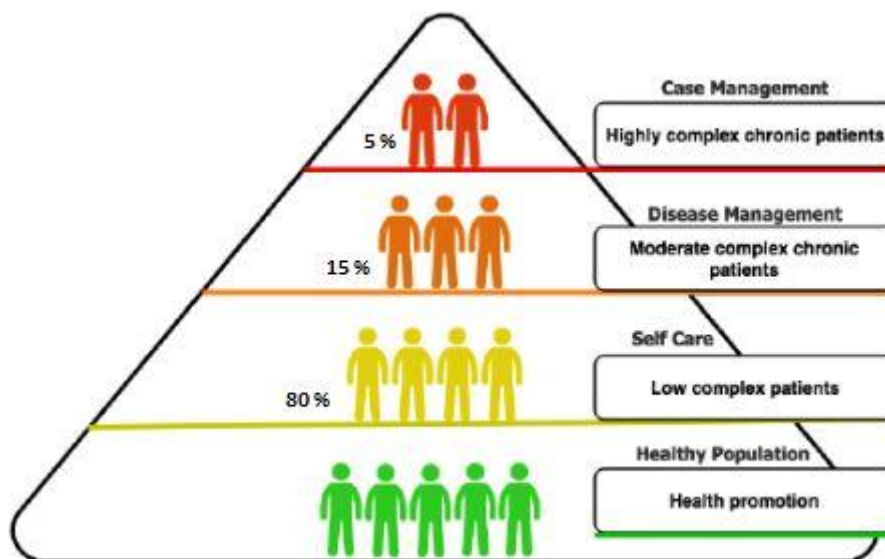 Case Management
5 %
Highly complex chronic patients
Disease Management
15 %
Moderate complex chronic
patients
Self Care
80 %
Low complex patients
Healthy Population
Health promotion